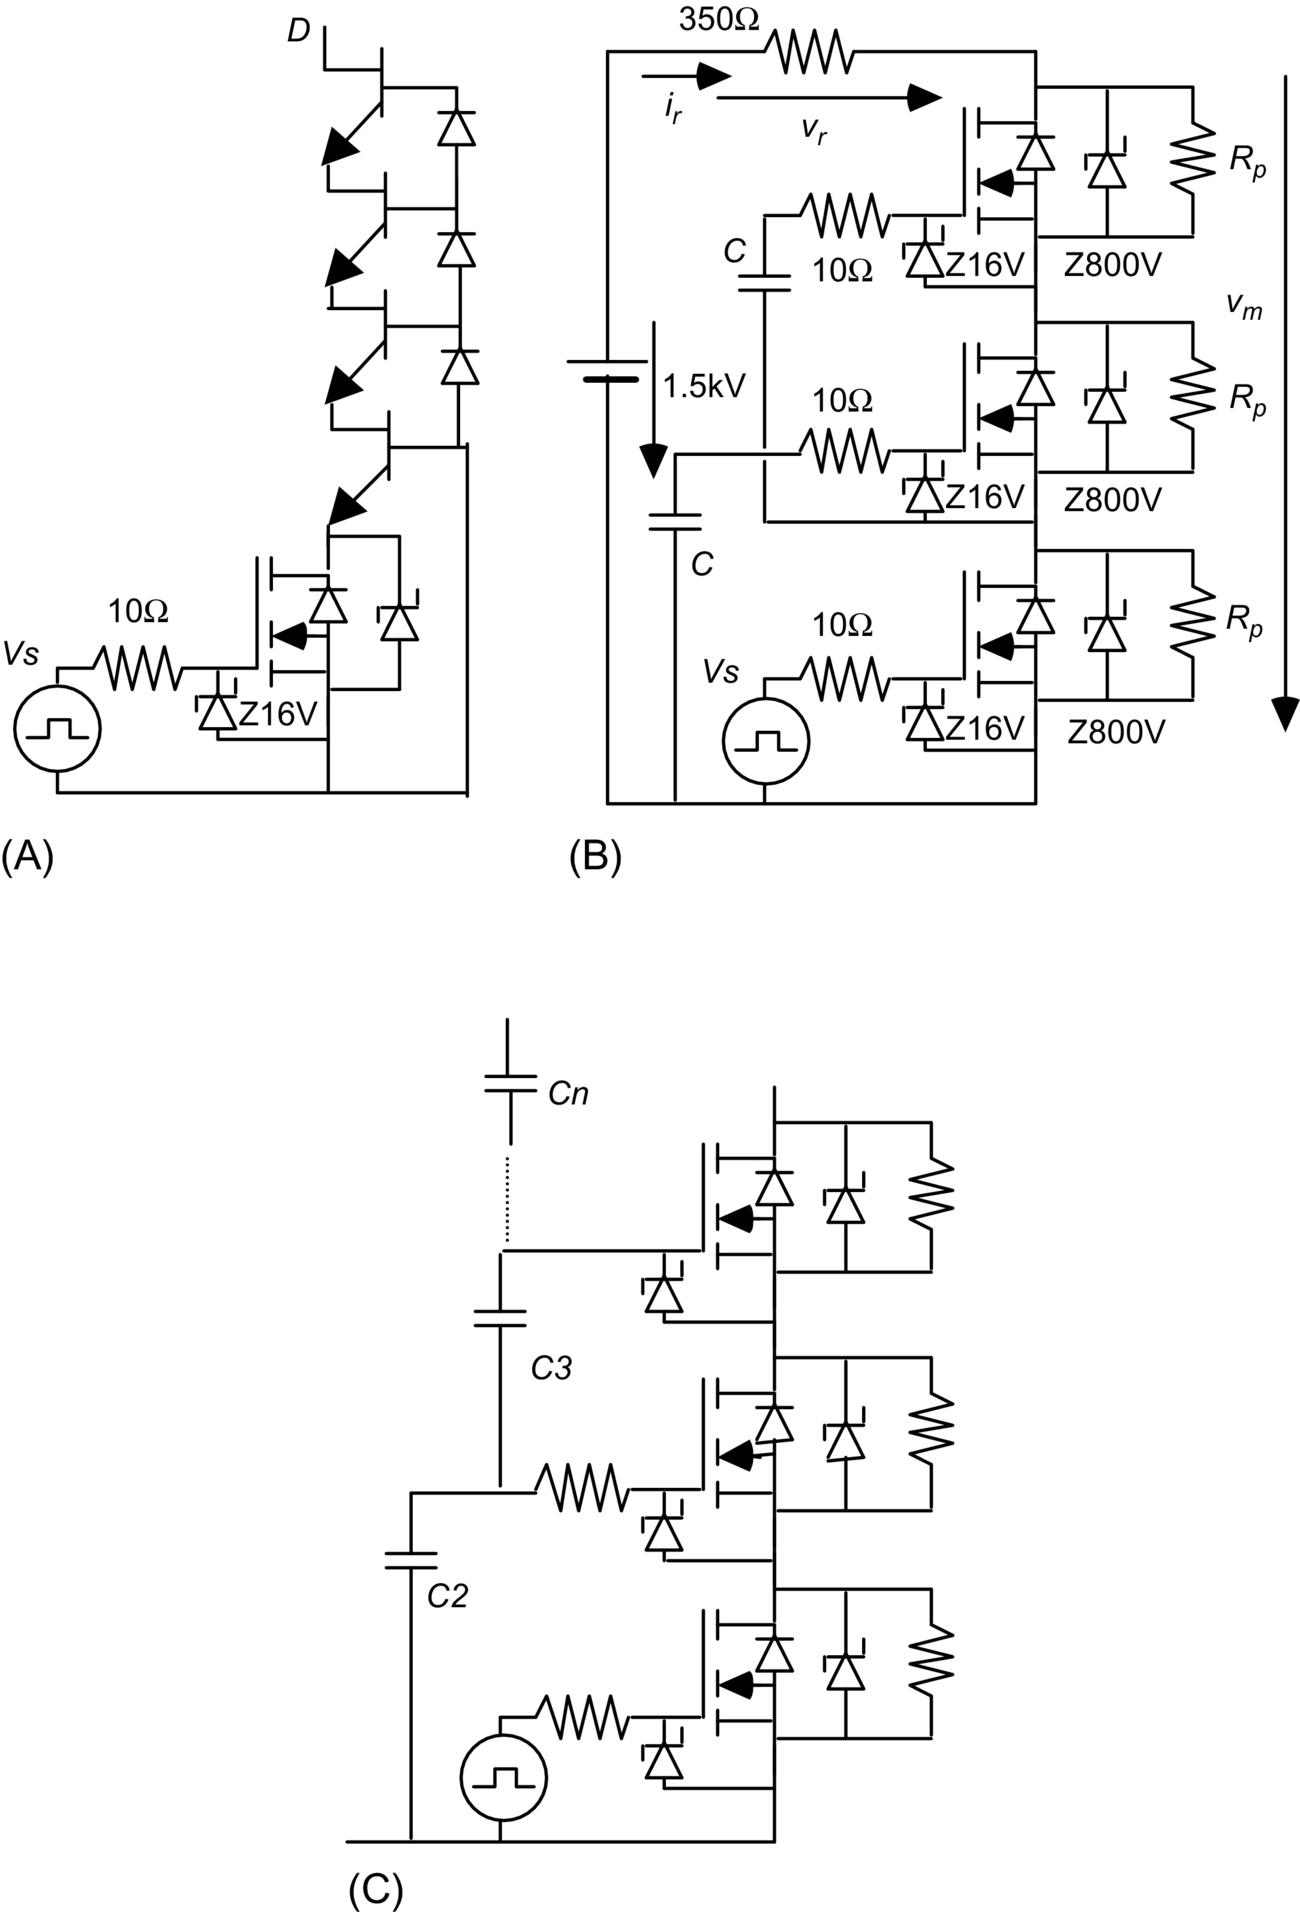 D
10Ω
Vs
Z16V
(A)
350Ω
i_r
v_r
R_p
C
10Ω
Z16V
Z800V
v_m
1.5kV
10Ω
R_p
Z16V
Z800V
C
10Ω
R_p
Vs
Z16V
Z800V
(B)
Cn
C3
C2
(C)